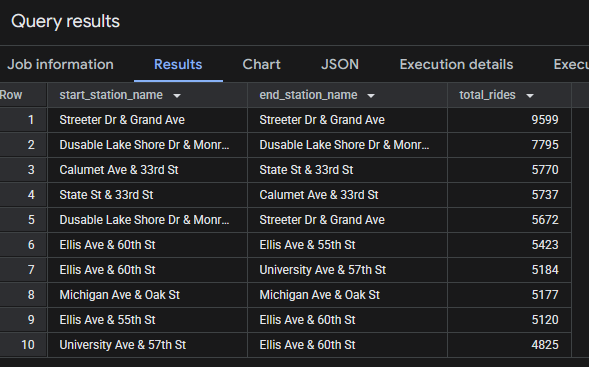 Query results
Job information Results Chart JSON Execution details Execu
Row start_station_name end_station_name total_rides
1 Streeter Dr & Grand Ave Streeter Dr & Grand Ave 9599
2 Dusable Lake Shore Dr & Monr... Dusable Lake Shore Dr & Monr... 7795
3 Calumet Ave & 33rd St State St & 33rd St 5770
4 State St & 33rd St Calumet Ave & 33rd St 5737
5 Dusable Lake Shore Dr & Monr... Streeter Dr & Grand Ave 5672
6 Ellis Ave & 60th St Ellis Ave & 55th St 5423
7 Ellis Ave & 60th St University Ave & 57th St 5184
8 Michigan Ave & Oak St Michigan Ave & Oak St 5177
9 Ellis Ave & 55th St Ellis Ave & 60th St 5120
10 University Ave & 57th St Ellis Ave & 60th St 4825